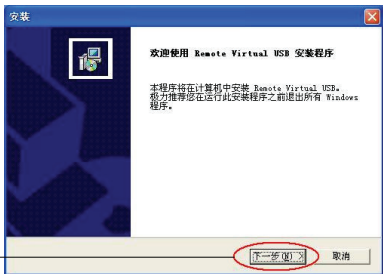 安装
欢迎使用 Remote Virtual USB 安装程序
本程序将在计算机中安装 Remote Virtual USB。
极力推荐您在运行此安装程序之前退出所有 Windows
程序。
下一步(N) >
取消